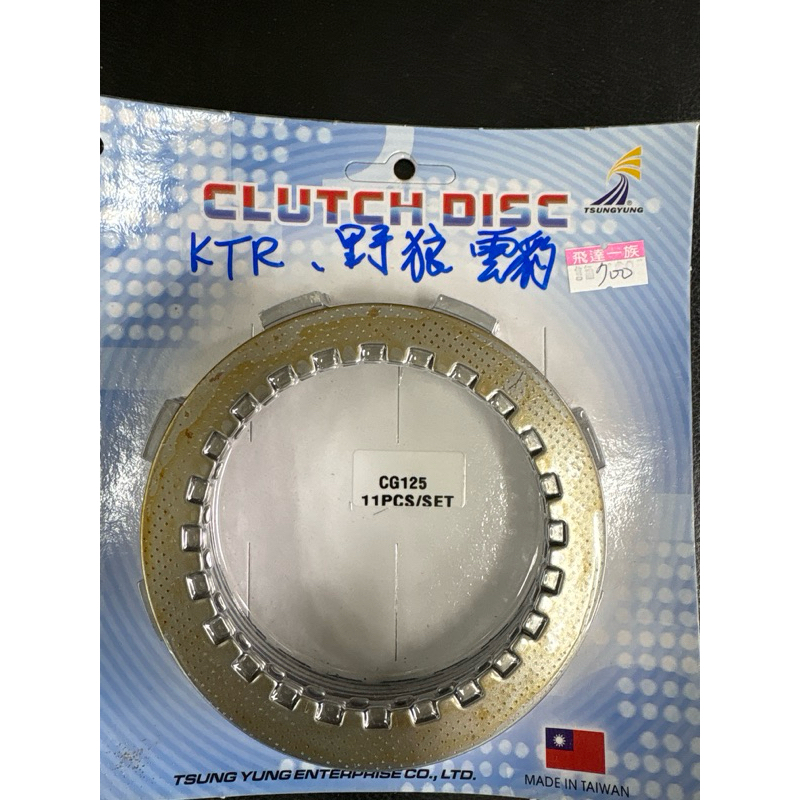 CLUTCH DISC
TSUNGYUNG
KTR、野狼 雲豹
飛達一族
700
CG125
11PCS/SET
TSUNG YUNG ENTERPRISE CO., LTD.
MADE IN TAIWAN